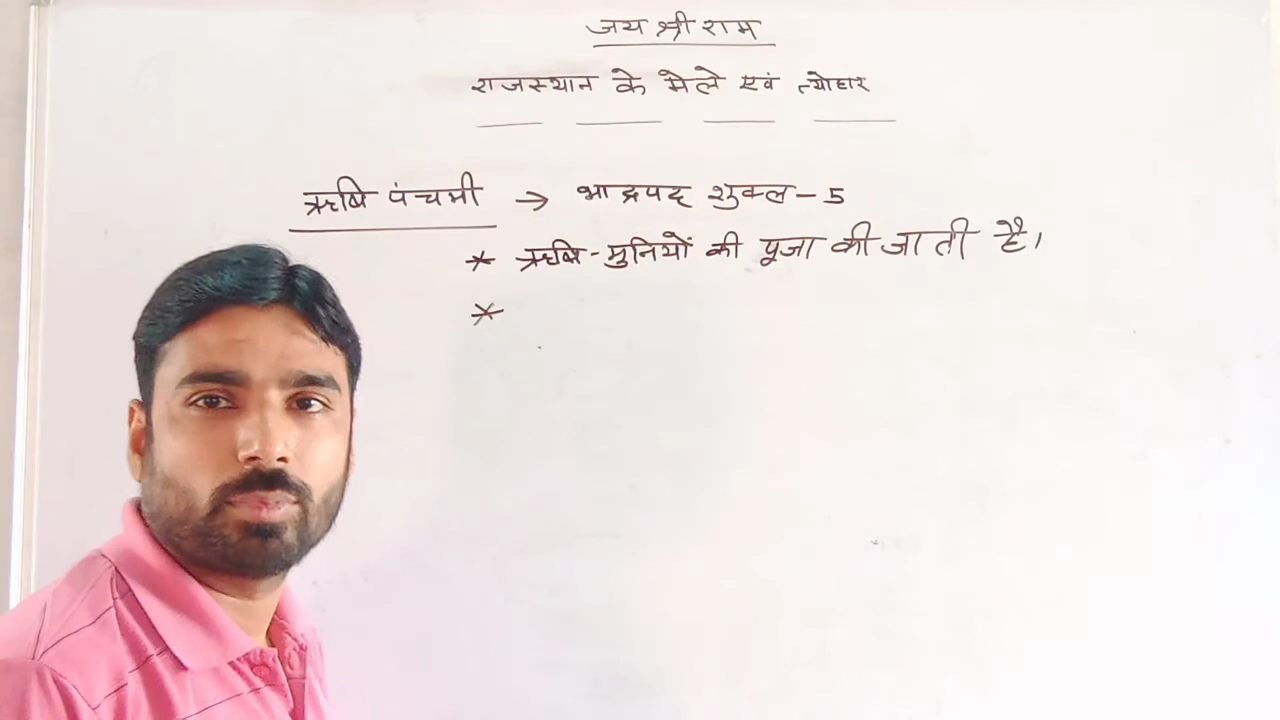 जय श्री राम
राजस्थान के मेले एवं त्योहार
ऋषि पंचमी → भाद्रपद शुक्ल - 5
* ऋषि - मुनियों की पूजा की जाती है।
*